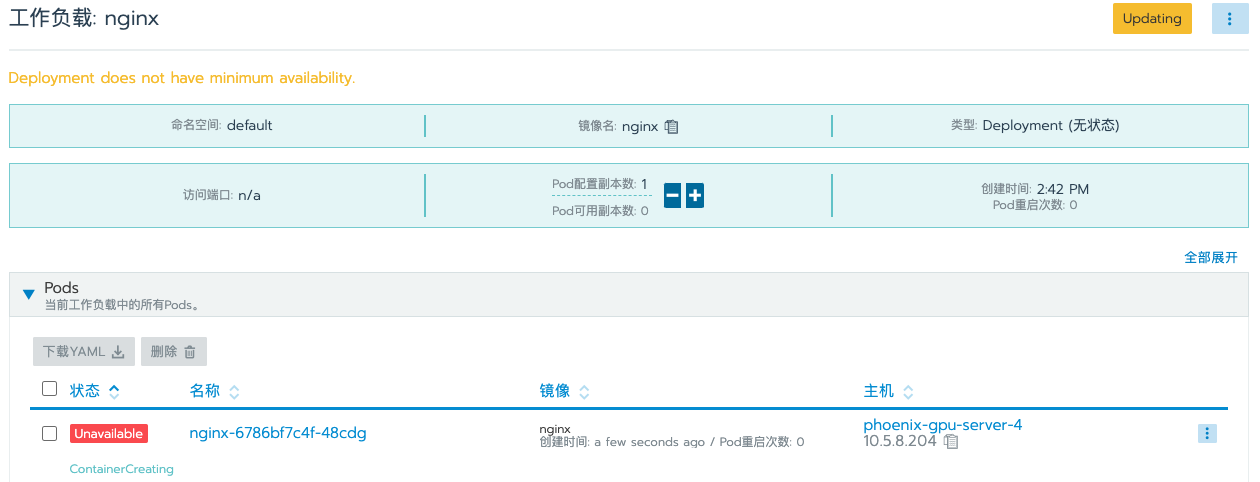 工作负载: nginx
Updating
Deployment does not have minimum availability.
命名空间: default
镜像名: nginx
类型: Deployment (无状态)
访问端口: n/a
Pod配置副本数: 1
Pod可用副本数: 0
创建时间: 2:42 PM
Pod重启次数: 0
全部展开
Pods
当前工作负载中的所有Pods。
下载YAML
删除
状态 名称 镜像 主机
Unavailable
nginx-6786bf7c4f-48cdg
nginx
创建时间: a few seconds ago / Pod重启次数: 0
phoenix-gpu-server-4
10.5.8.204
ContainerCreating